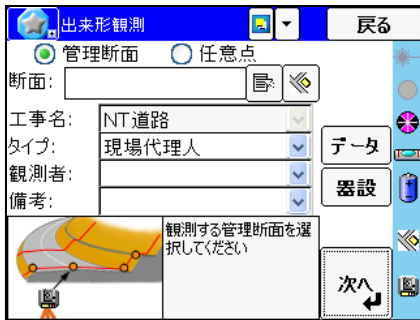 出来形観測
戻る
管理断面 任意点
断面:
工事名: NT道路
タイプ: 現場代理人
データ
観測者:
器設
備考:
観測する管理断面を選
択してください
次へ